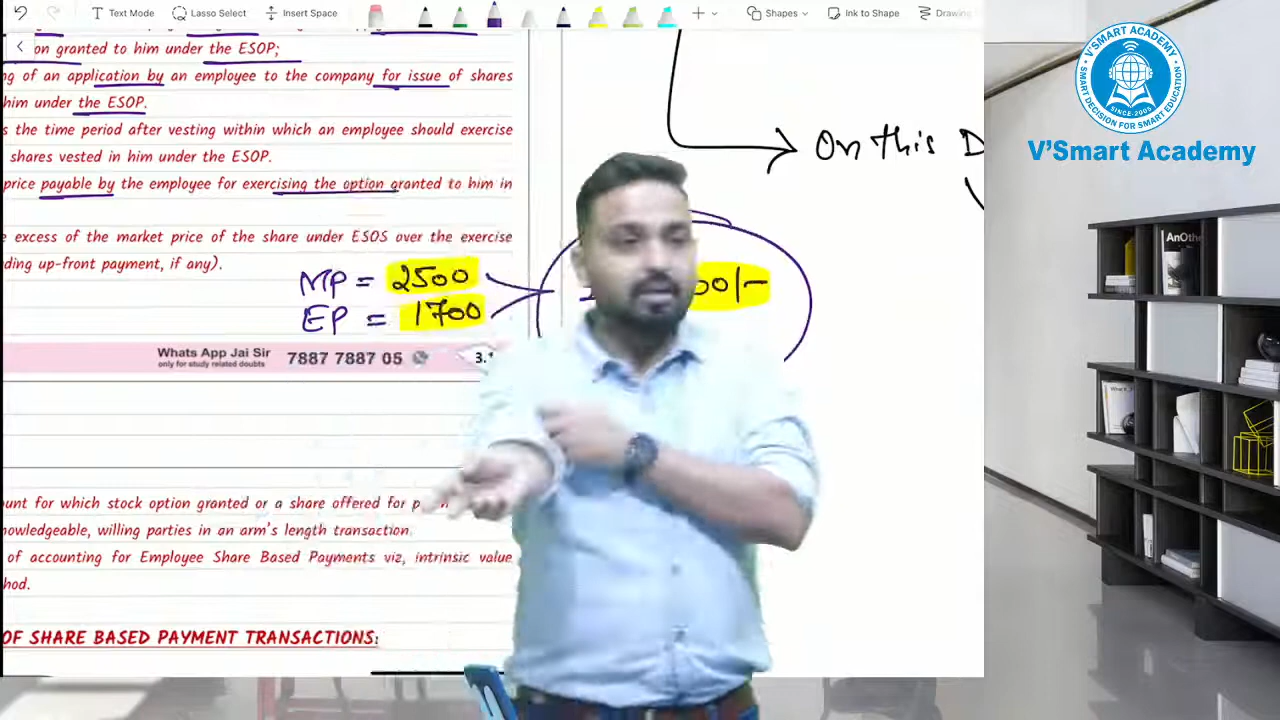 Text Mode Lasso Select Insert Space Shapes Ink to Shape Drawing
on granted to him under the ESOP;
ng of an application by an employee to the company for issue of shares
him under the ESOP.
s the time period after vesting within which an employee should exercise
shares vested in him under the ESOP.
price payable by the employee for exercising the option granted to him in
e excess of the market price of the share under ESOS over the exercise
ding up-front payment, if any).
MP = 2500
EP = 1700
00/-
On this D
Whats App Jai Sir
only for study related doubts
7887 7887 05
3.1
ount for which stock option granted or a share offered for p
nowledgeable, willing parties in an arm's length transaction.
of accounting for Employee Share Based Payments viz, intrinsic value
hod.
OF SHARE BASED PAYMENT TRANSACTIONS:
V'SMART ACADEMY
SMART DECISION FOR SMART EDUCATION
SINCE-2005
V'Smart Academy
AnOthe